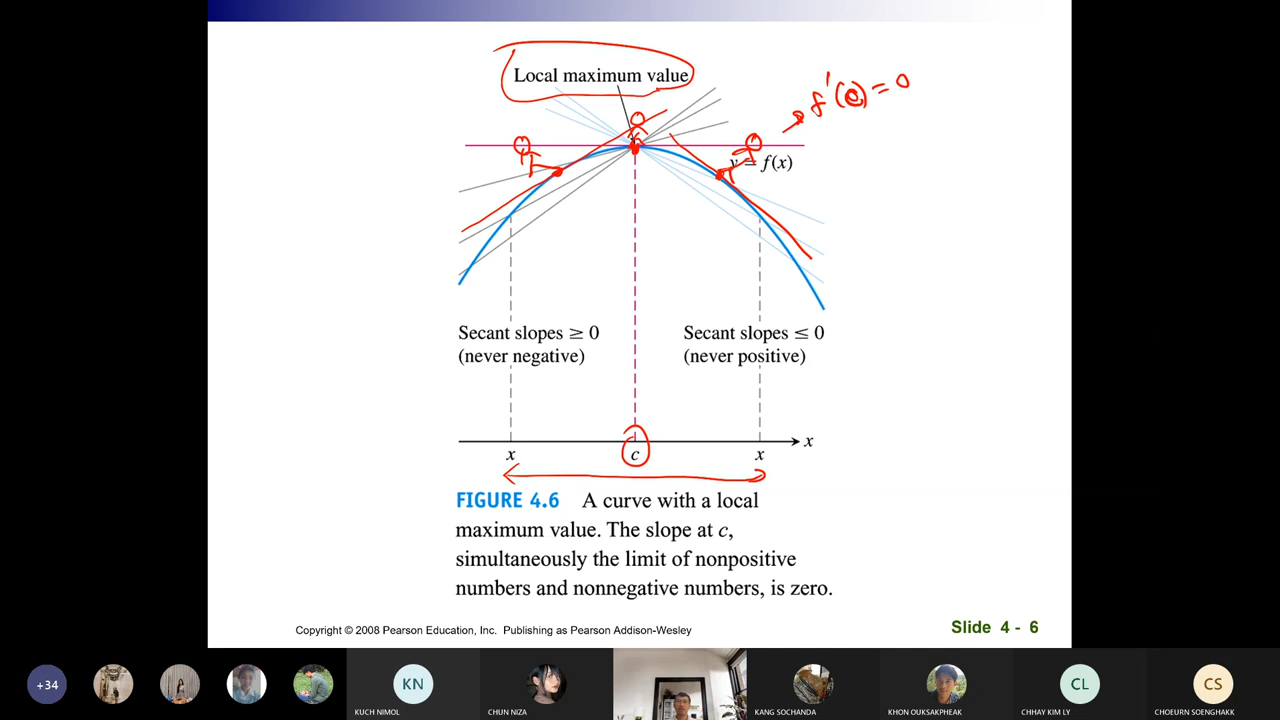 Local maximum value
f'(c) = 0
y = f(x)
Secant slopes ≥ 0
(never negative)
Secant slopes ≤ 0
(never positive)
x
x
c
x
FIGURE 4.6 A curve with a local
maximum value. The slope at c,
simultaneously the limit of nonpositive
numbers and nonnegative numbers, is zero.
Copyright © 2008 Pearson Education, Inc. Publishing as Pearson Addison-Wesley
Slide 4 - 6
+34
KN
CL
CS
KUCH NIMOL
CHUN NIZA
KANG SOCHANDA
KHON OUKSAKPHEAK
CHHAY KIM LY
CHOEURN SOENGHAKK